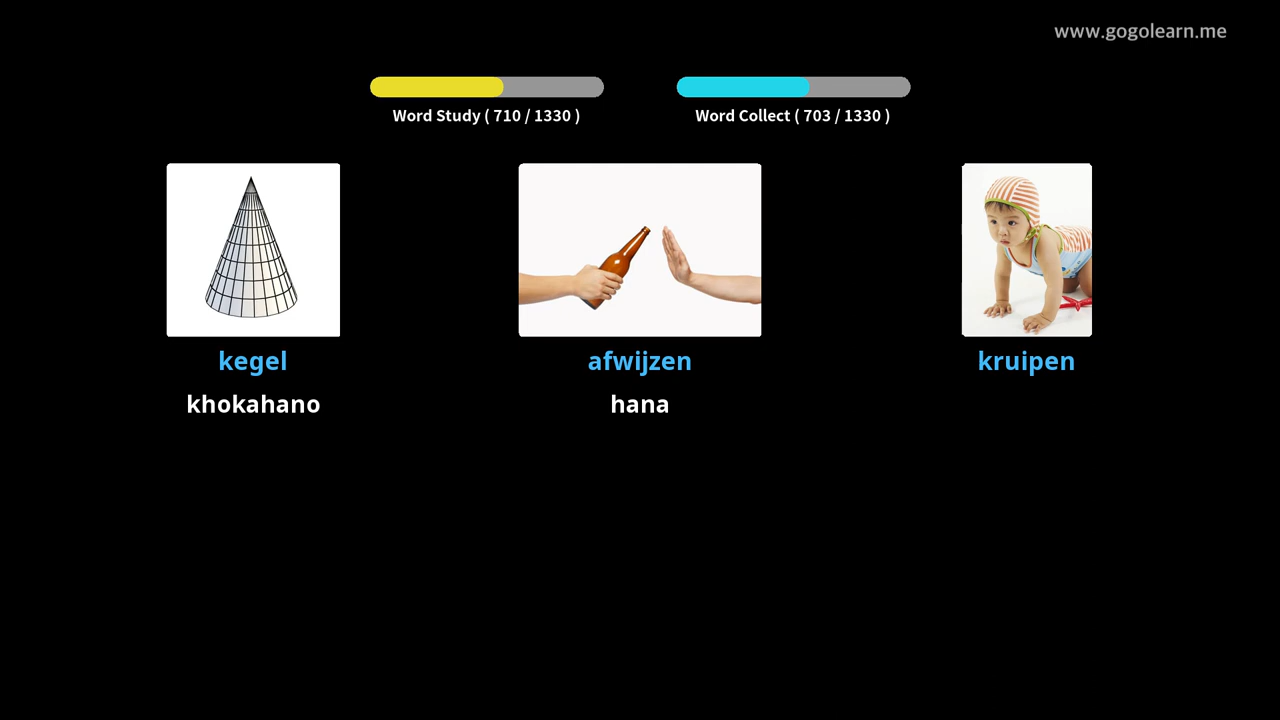 www.gogolearn.me
Word Study ( 710 / 1330 )
Word Collect ( 703 / 1330 )
kegel
afwijzen
kruipen
khokahano
hana